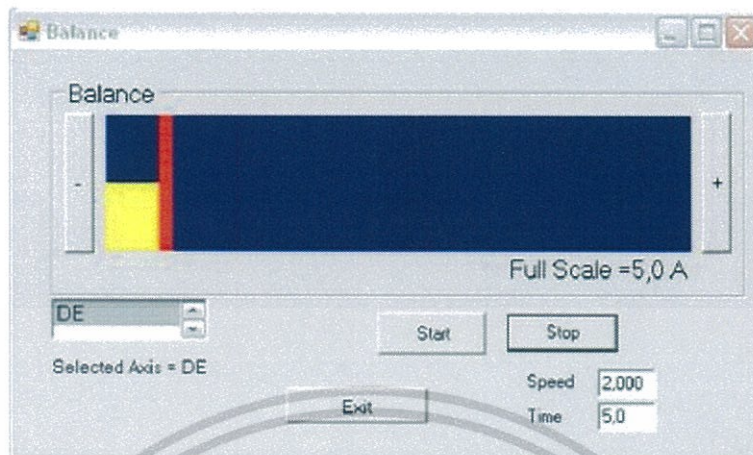 Balance
Balance
-
+
Full Scale =5,0 A
DE
Start
Stop
Selected Axis = DE
Speed 2,000
Exit
Time 5,0